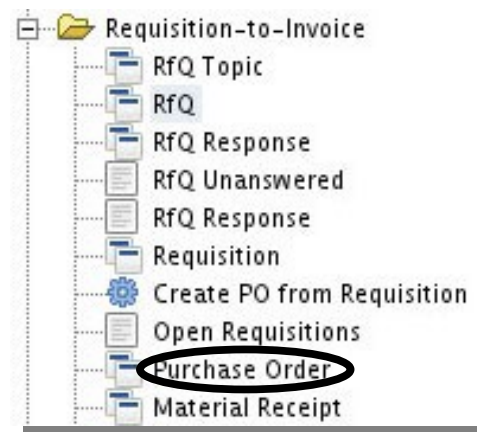 Requisition-to-Invoice
RfQ Topic
RfQ
RfQ Response
RfQ Unanswered
RfQ Response
Requisition
Create PO from Requisition
Open Requisitions
Purchase Order
Material Receipt